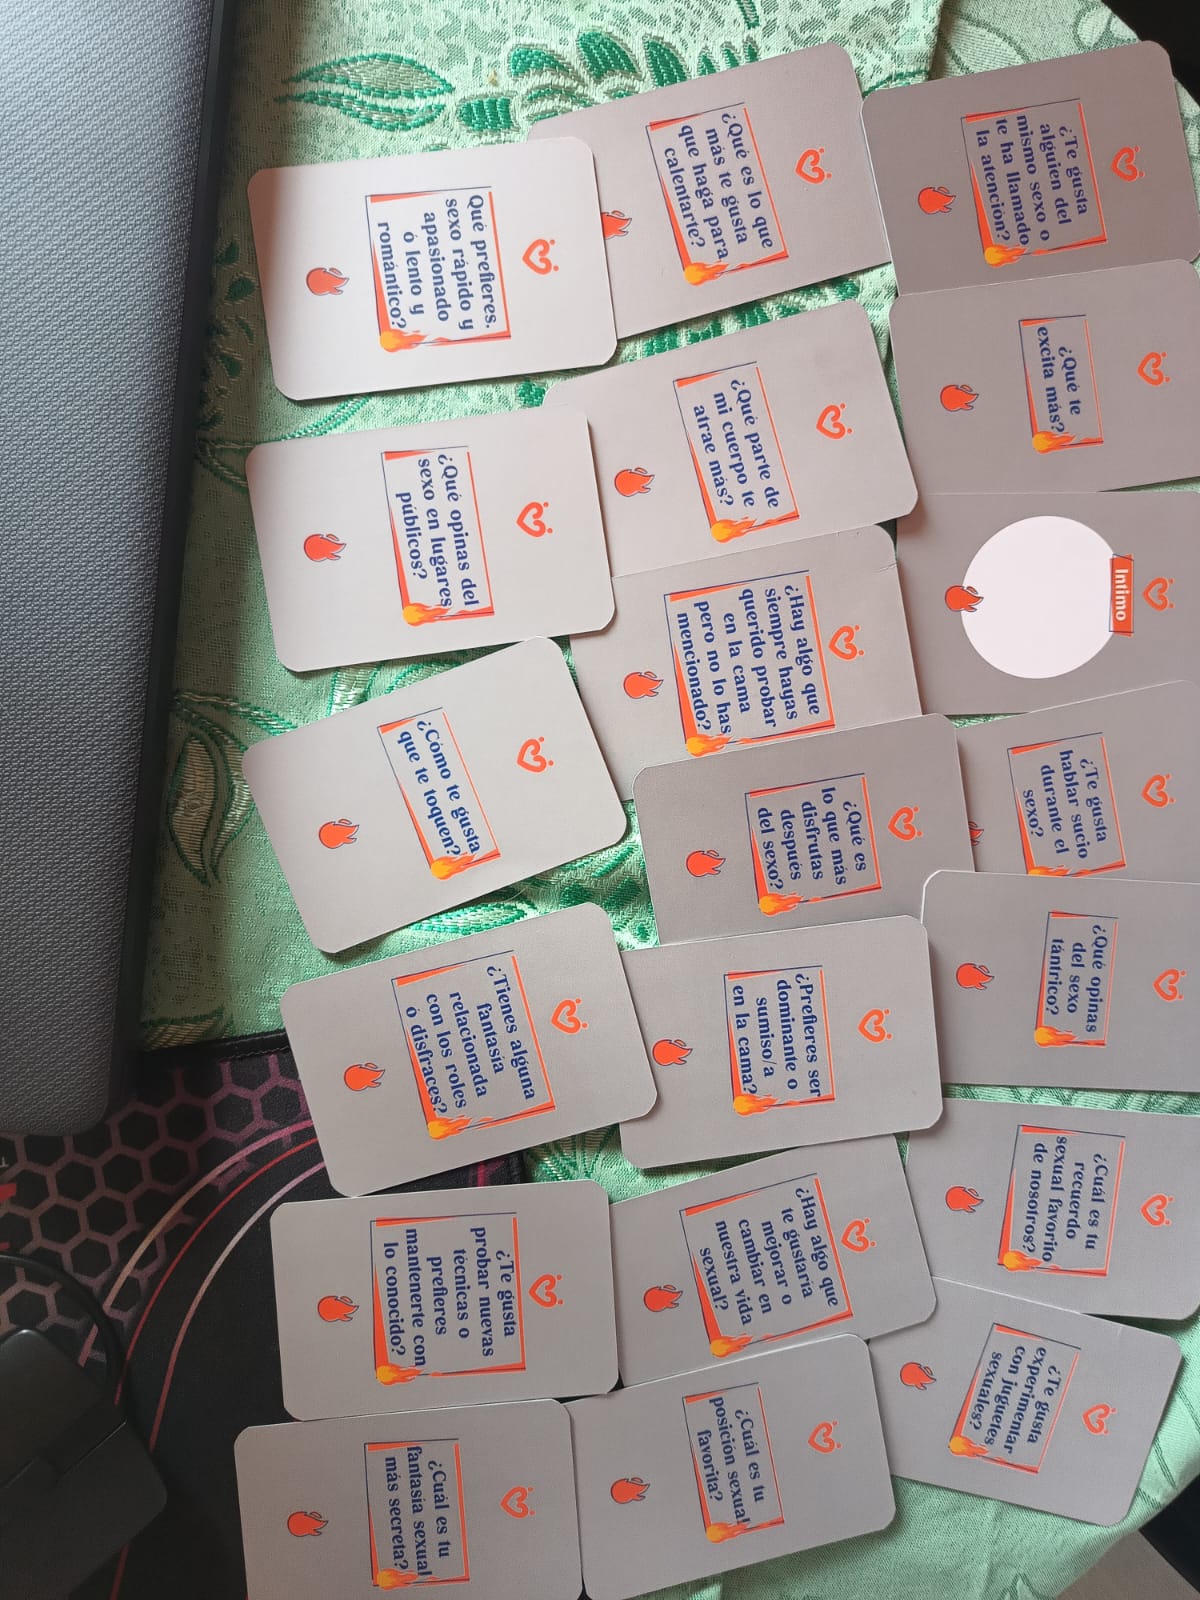 ¿Te gusta
alguien del
mismo sexo o
te ha llamado
la atención?
¿Qué te
excita más?
Intimo
¿Te gusta
hablar sucio
durante el
sexo?
¿Qué opinas
del sexo
tántrico?
¿Cuál es tu
recuerdo
sexual favorito
de nosotros?
¿Te gusta
experimentar
con juguetes
sexuales?
¿Qué es lo que
más te gusta
que haga para
calentarte?
¿Qué parte de
mi cuerpo te
atrae más?
¿Hay algo que
siempre hayas
querido probar
en la cama
pero no lo has
mencionado?
¿Qué es
lo que más
disfrutas
después
del sexo?
¿Prefieres ser
dominante o
sumiso/a
en la cama?
¿Hay algo que
te gustaría
mejorar o
cambiar en
nuestra vida
sexual?
¿Cuál es tu
posición sexual
favorita?
Qué prefieres.
sexo rápido y
apasionado
ó lento y
romántico?
¿Qué opinas del
sexo en lugares
públicos?
¿Cómo te gusta
que te toquen?
¿Tienes alguna
fantasía
relacionada
con los roles
ó disfraces?
¿Te gusta
probar nuevas
técnicas o
prefieres
mantenerte con
lo conocido?
¿Cuál es tu
fantasía sexual
más secreta?